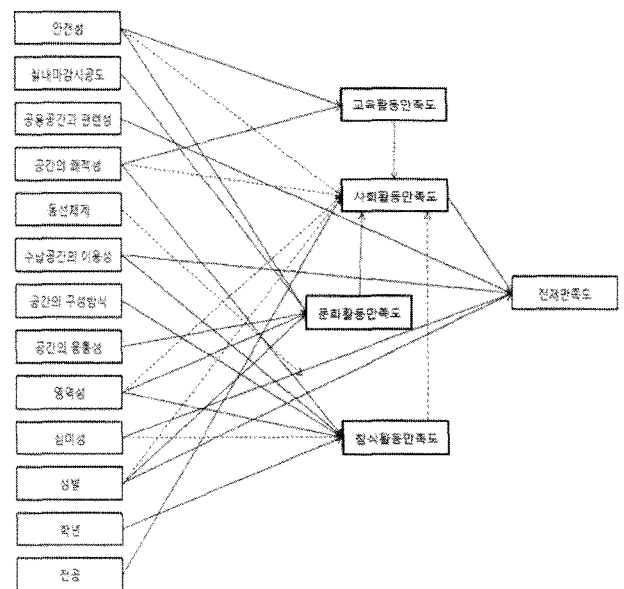 안전성
실내마감시공도
공용공간과 관련성
공간의 쾌적성
동선체계
수납공간의 이용성
공간의 구성방식
공간의 융통성
영역성
심미성
성별
학년
전공
교육활동만족도
사회활동만족도
문화활동만족도
침식활동만족도
전체만족도